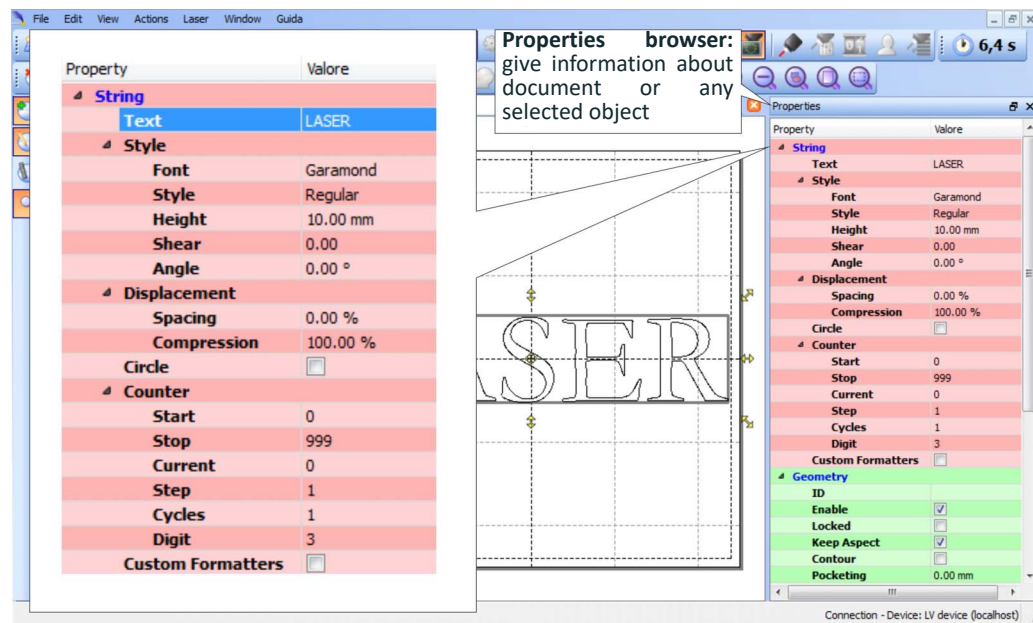 File Edit View Actions Laser Window Guida
6,4 s
Properties browser:
give information about
document or any
selected object
Property Valore
String
Text LASER
Style
Font Garamond
Style Regular
Height 10.00 mm
Shear 0.00
Angle 0.00 °
Displacement
Spacing 0.00 %
Compression 100.00 %
Circle
Counter
Start 0
Stop 999
Current 0
Step 1
Cycles 1
Digit 3
Custom Formatters
ASER
Properties
Property Valore
String
Text LASER
Style
Font Garamond
Style Regular
Height 10.00 mm
Shear 0.00
Angle 0.00 °
Displacement
Spacing 0.00 %
Compression 100.00 %
Circle
Counter
Start 0
Stop 999
Current 0
Step 1
Cycles 1
Digit 3
Custom Formatters
Geometry
ID
Enable
Locked
Keep Aspect
Contour
Pocketing 0.00 mm
Connection - Device: LV device (localhost)